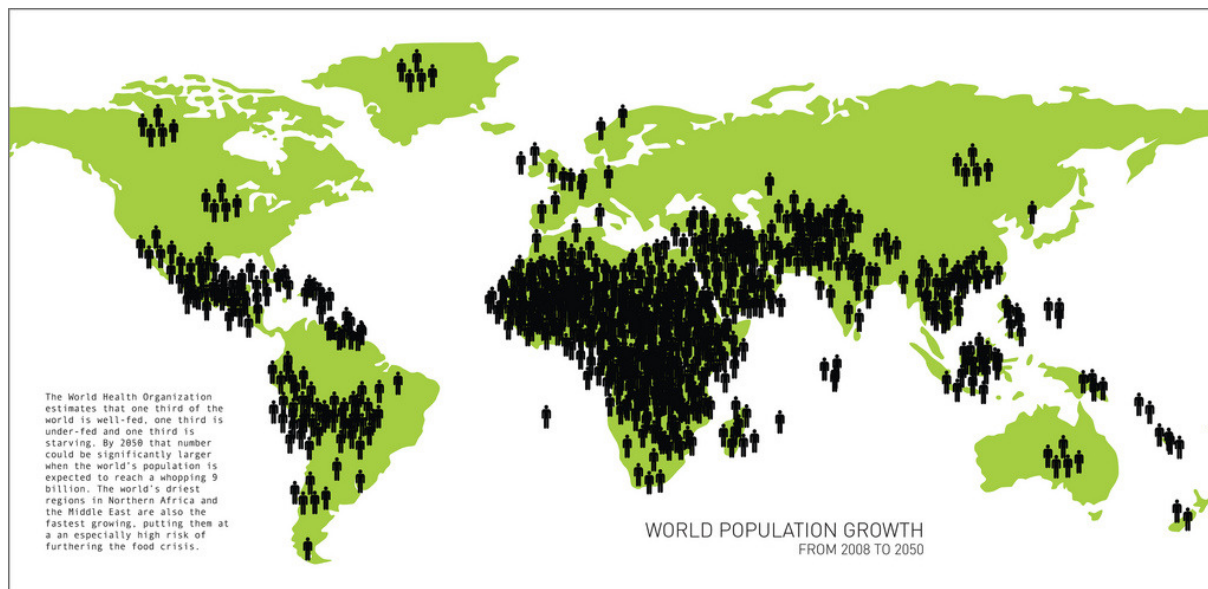 The World Health Organization
estimates that one third of the
world is well-fed, one third is
under-fed and one third is
starving. By 2050 that number
could be significantly larger
when the world's population is
expected to reach a whopping 9
billion. The world's driest
regions in Northern Africa and
the Middle East are also the
fastest growing, putting them at
a an especially high risk of
furthering the food crisis.
WORLD POPULATION GROWTH
FROM 2008 TO 2050